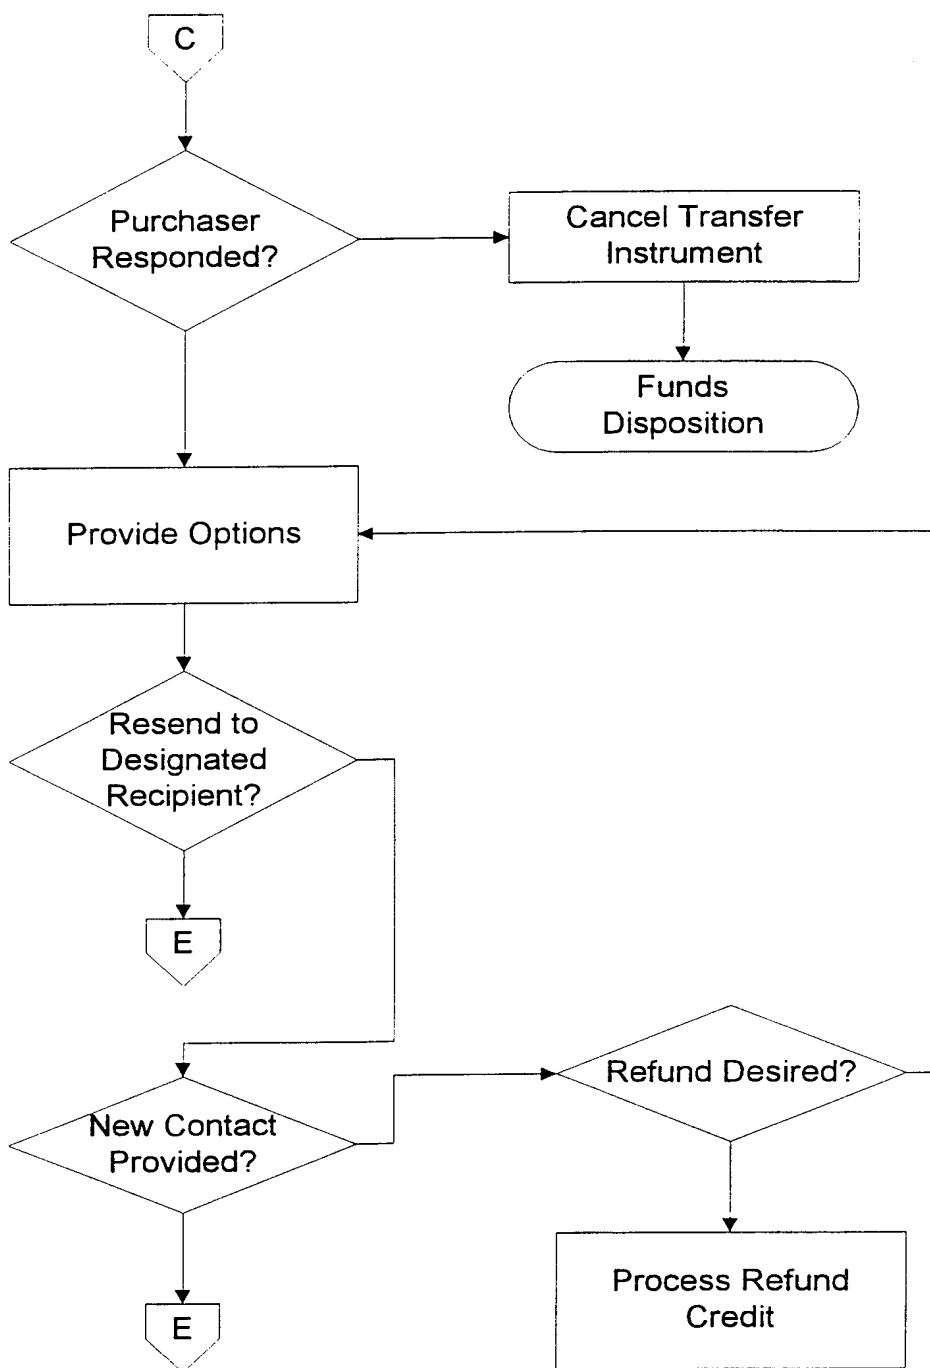 C
Purchaser
Responded?
Cancel Transfer
Instrument
Funds
Disposition
Provide Options
Resend to
Designated
Recipient?
E
Refund Desired?
New Contact
Provided?
Process Refund
Credit
E